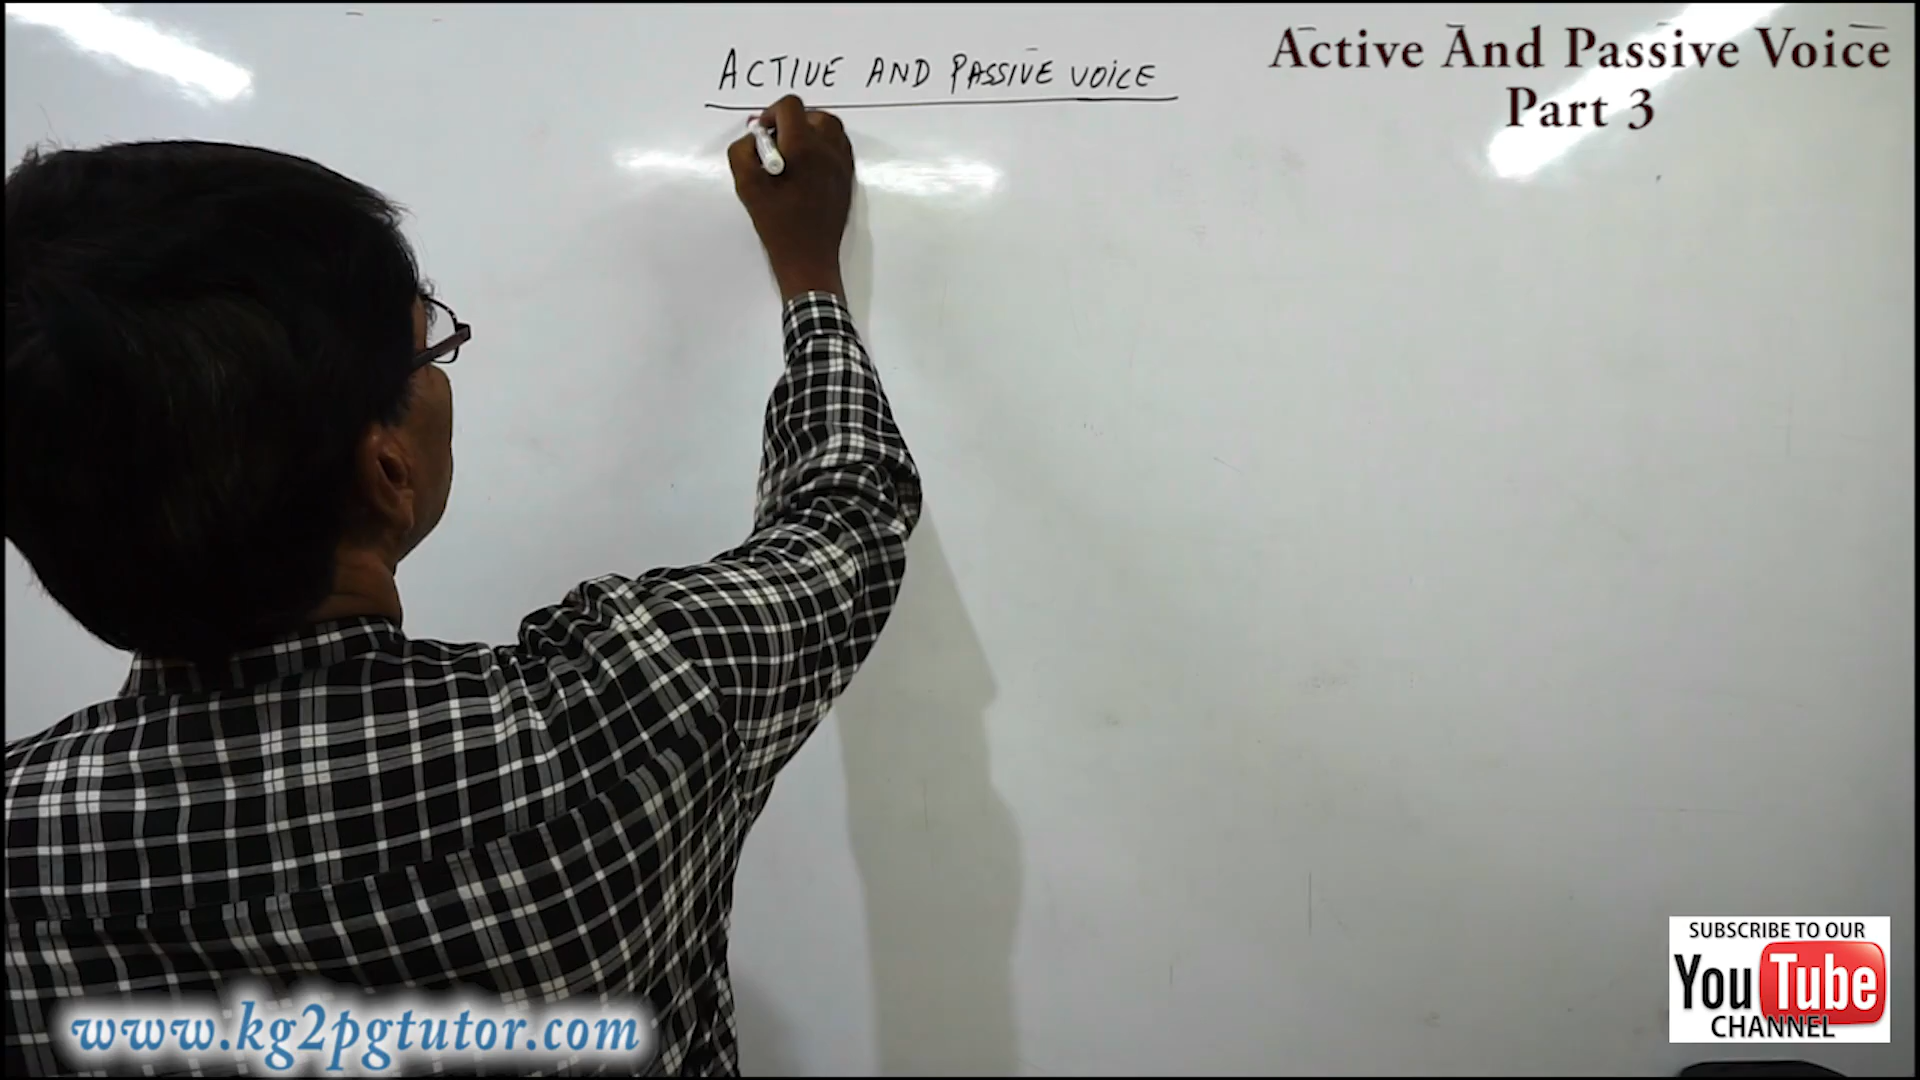 ACTIVE AND PASSIVE VOICE
Active And Passive Voice
Part 3
www.kg2pgtutor.com
SUBSCRIBE TO OUR
YouTube
CHANNEL